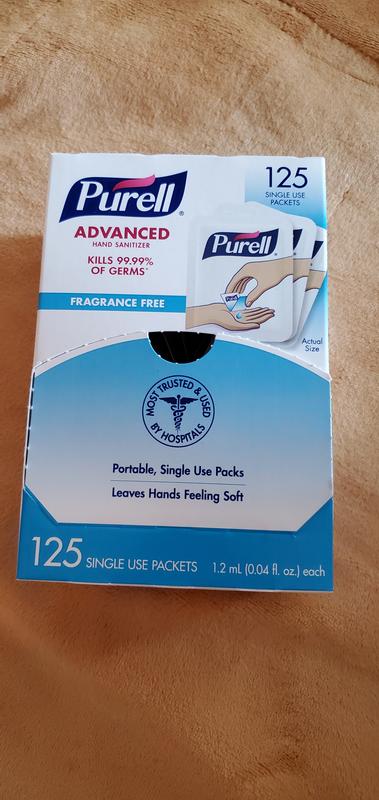 Purell®
ADVANCED
HAND SANITIZER
KILLS 99.99%
OF GERMS*
FRAGRANCE FREE
125
SINGLE USE
PACKETS
Purell
Purell
Actual
Size
MOST TRUSTED & USED
BY HOSPITALS
Portable, Single Use Packs
Leaves Hands Feeling Soft
125 SINGLE USE PACKETS 1.2 mL (0.04 fl. oz.) each